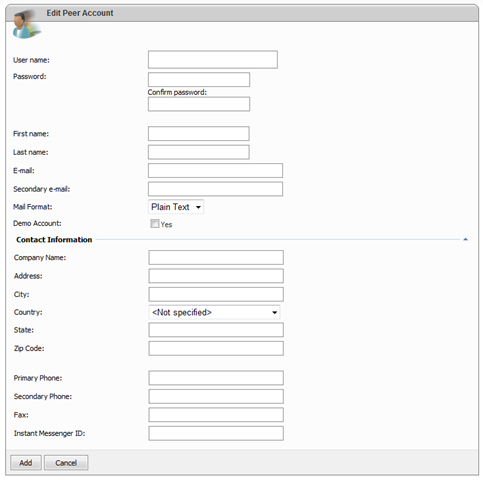 Edit Peer Account
User name:
Password:
Confirm password:
First name:
Last name:
E-mail:
Secondary e-mail:
Mail Format: Plain Text
Demo Account: Yes
Contact Information
Company Name:
Address:
City:
Country: <Not specified>
State:
Zip Code:
Primary Phone:
Secondary Phone:
Fax:
Instant Messenger ID:
Add Cancel